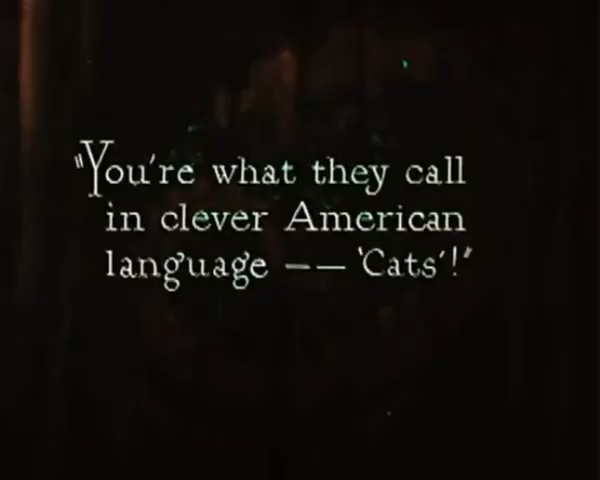 "You're what they call
in clever American
language -- 'Cats'!"